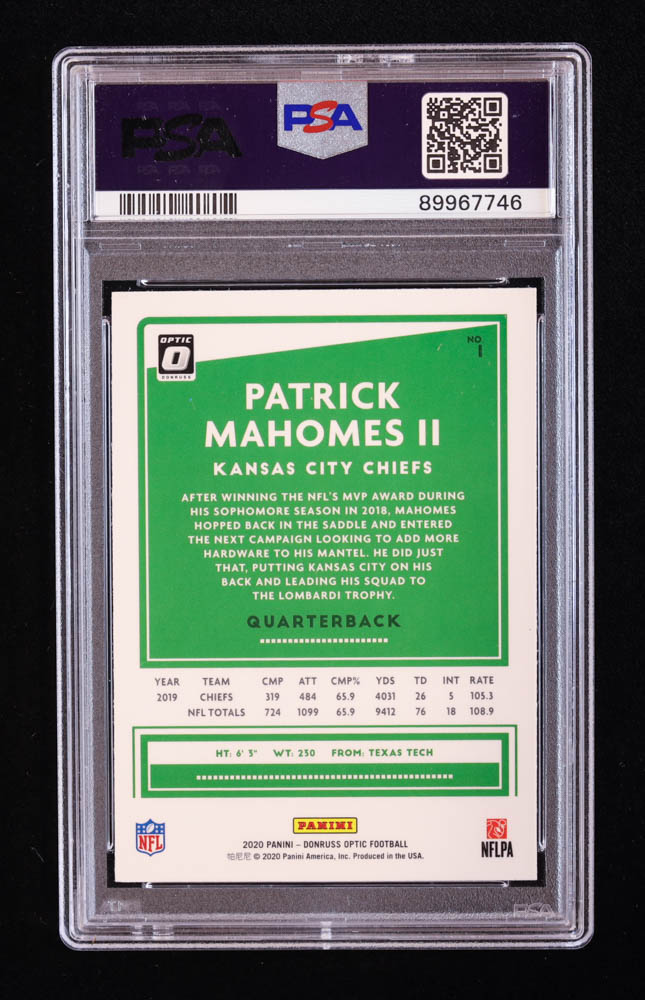 PSA
PSA
89967746
OPTIC
DONRUSS
NO.
1
PATRICK
MAHOMES II
KANSAS CITY CHIEFS
AFTER WINNING THE NFL'S MVP AWARD DURING
HIS SOPHOMORE SEASON IN 2018, MAHOMES
HOPPED BACK IN THE SADDLE AND ENTERED
THE NEXT CAMPAIGN LOOKING TO ADD MORE
HARDWARE TO HIS MANTEL. HE DID JUST
THAT, PUTTING KANSAS CITY ON HIS
BACK AND LEADING HIS SQUAD TO
THE LOMBARDI TROPHY.
QUARTERBACK
YEAR TEAM CMP ATT CMP% YDS TD INT RATE
2019 CHIEFS 319 484 65.9 4031 26 5 105.3
NFL TOTALS 724 1099 65.9 9412 76 18 108.9
HT: 6' 3" WT: 230 FROM: TEXAS TECH
NFL
PANINI
NFLPA
2020 PANINI – DONRUSS OPTIC FOOTBALL
帕尼尼 © 2020 Panini America, Inc. Produced in the USA.
PSA